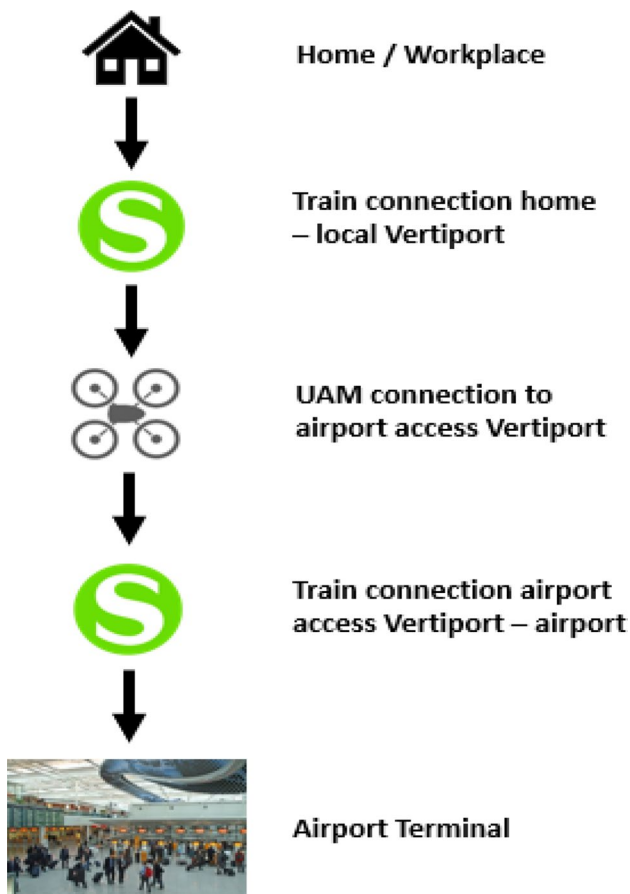 Home / Workplace
S
Train connection home
– local Vertiport
UAM connection to
airport access Vertiport
S
Train connection airport
access Vertiport – airport
Airport Terminal